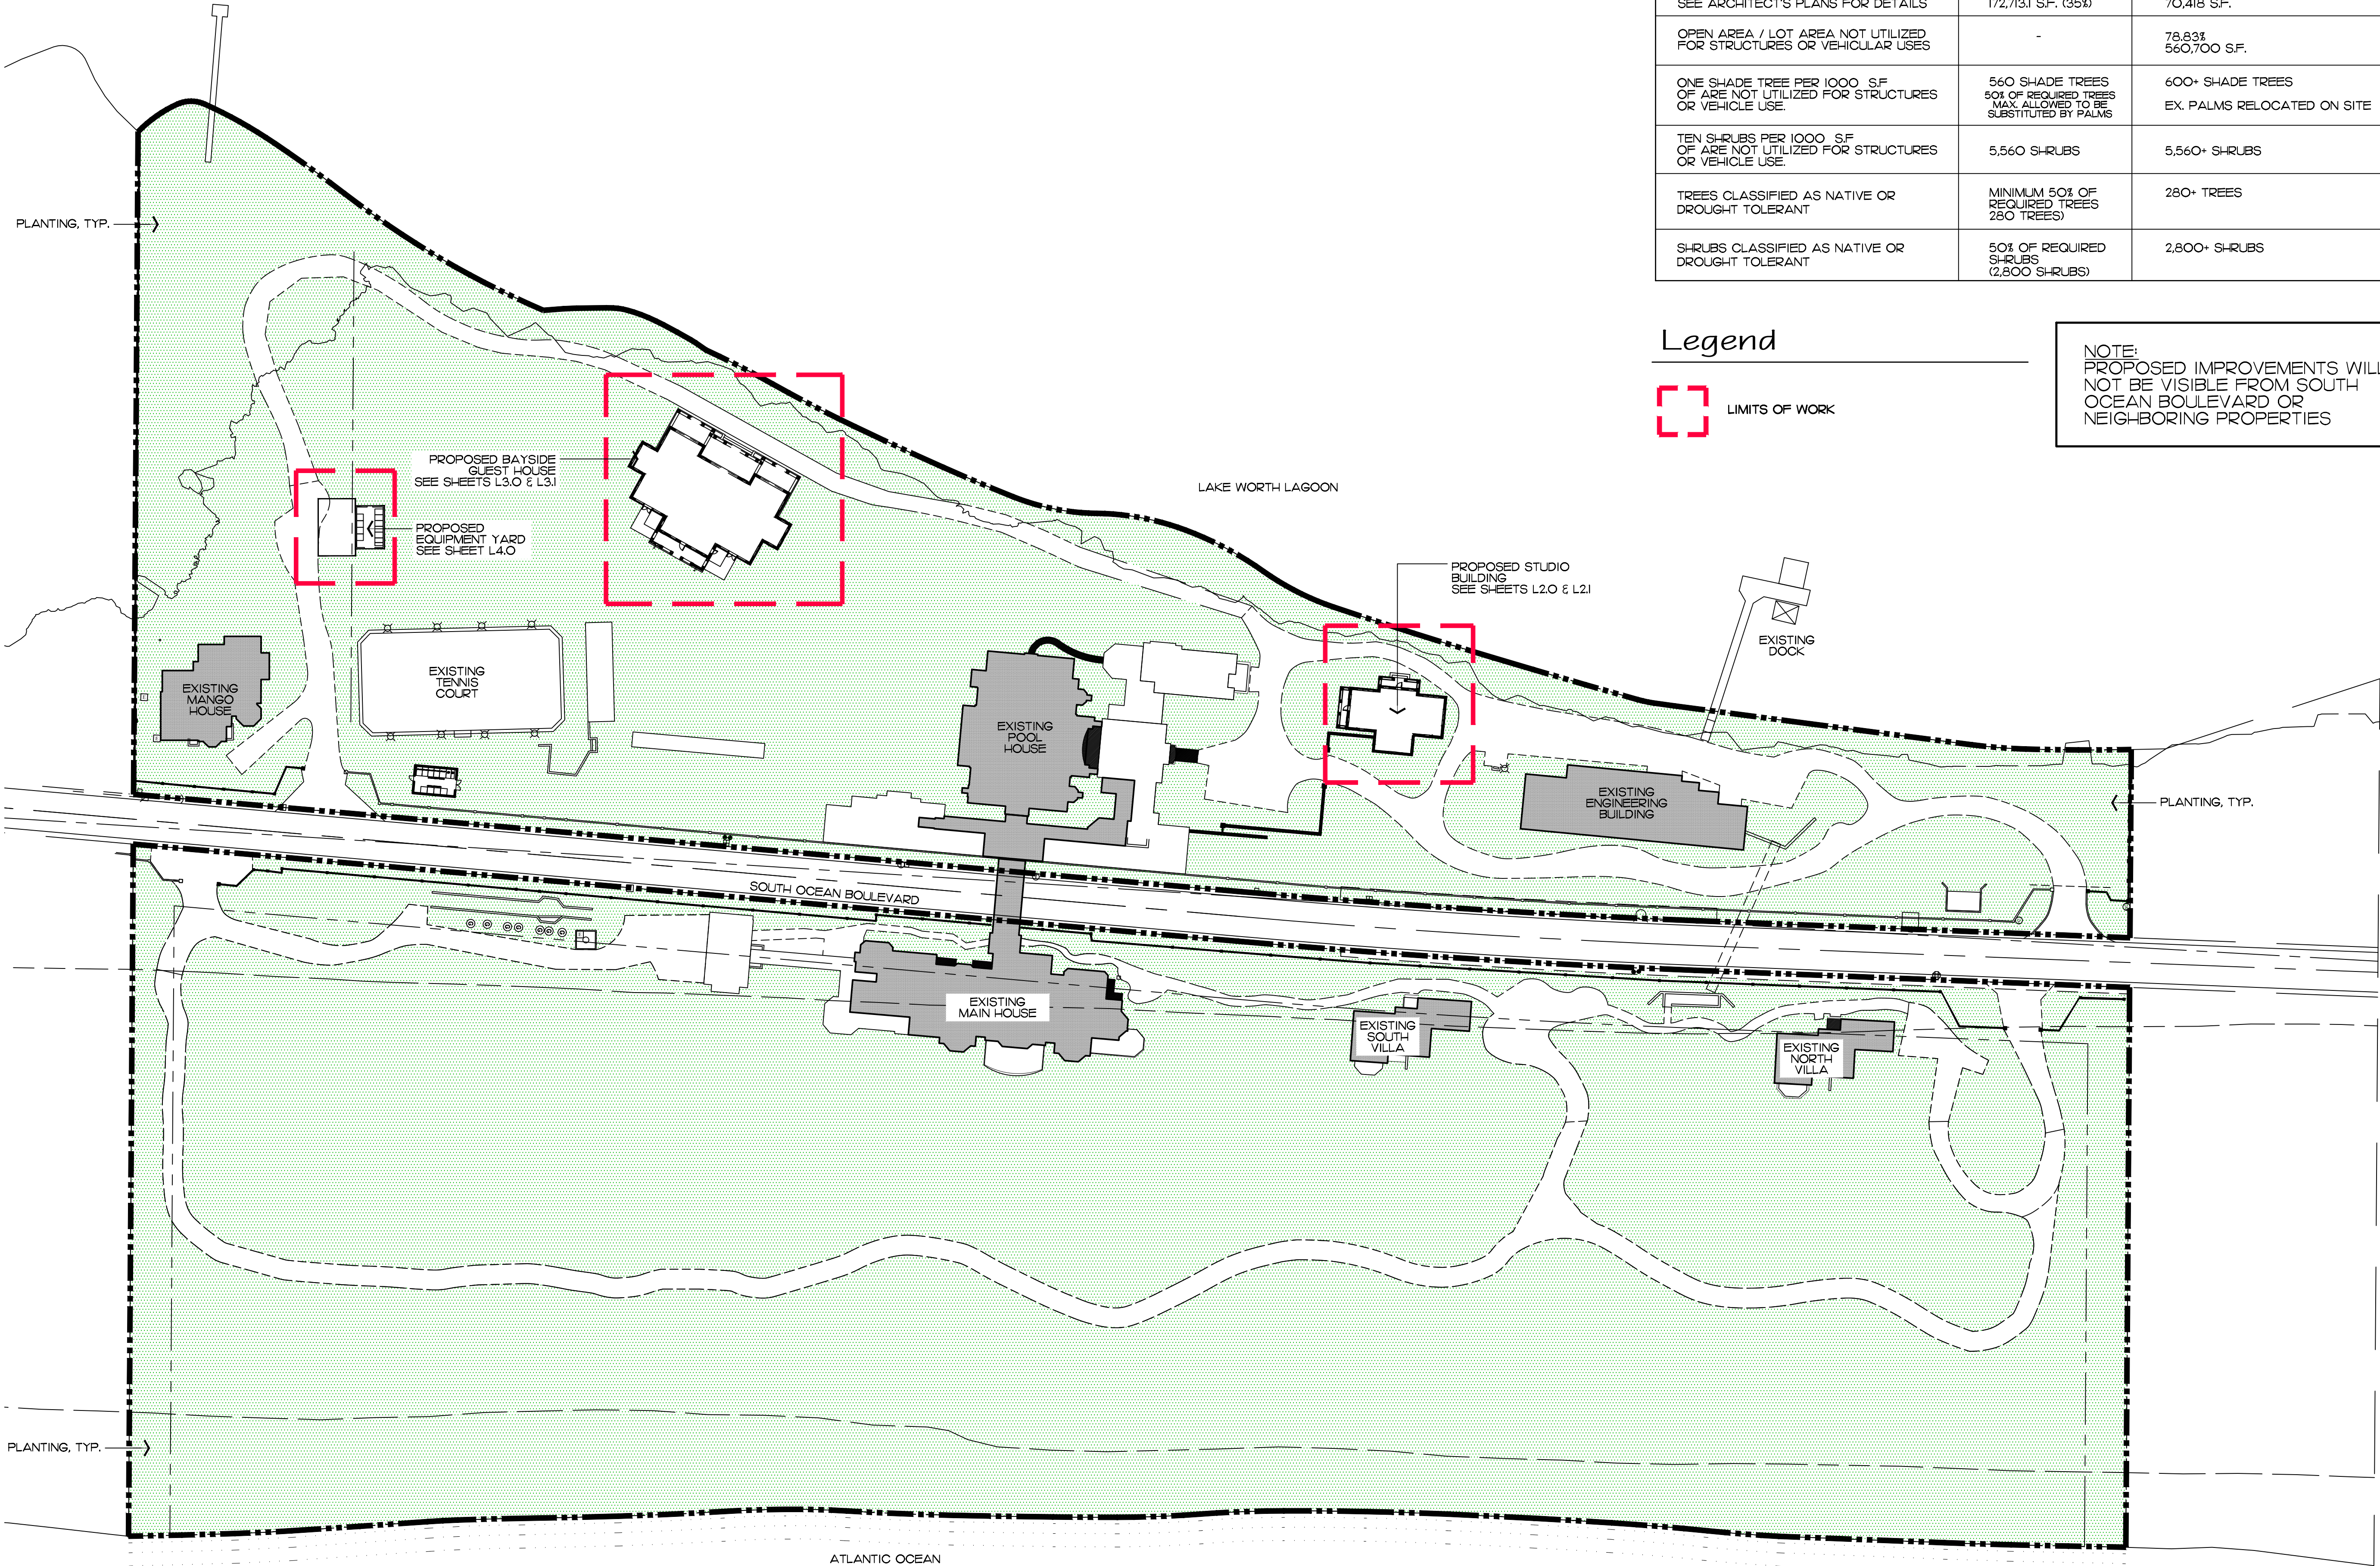 SEE ARCHITECT'S PLANS FOR DETAILS
172,713.1 S.F. (35%)
70,418 S.F.
OPEN AREA / LOT AREA NOT UTILIZED
FOR STRUCTURES OR VEHICULAR USES
-
78.83%
560,700 S.F.
ONE SHADE TREE PER 1000 S.F
OF ARE NOT UTILIZED FOR STRUCTURES
OR VEHICLE USE.
560 SHADE TREES
50% OF REQUIRED TREES
MAX. ALLOWED TO BE
SUBSTITUTED BY PALMS
600+ SHADE TREES
EX. PALMS RELOCATED ON SITE
TEN SHRUBS PER 1000 S.F
OF ARE NOT UTILIZED FOR STRUCTURES
OR VEHICLE USE.
5,560 SHRUBS
5,560+ SHRUBS
TREES CLASSIFIED AS NATIVE OR
DROUGHT TOLERANT
MINIMUM 50% OF
REQUIRED TREES
280 TREES)
280+ TREES
SHRUBS CLASSIFIED AS NATIVE OR
DROUGHT TOLERANT
50% OF REQUIRED
SHRUBS
(2,800 SHRUBS)
2,800+ SHRUBS
Legend
LIMITS OF WORK
NOTE:
PROPOSED IMPROVEMENTS WILL
NOT BE VISIBLE FROM SOUTH
OCEAN BOULEVARD OR
NEIGHBORING PROPERTIES
PLANTING, TYP.
PROPOSED BAYSIDE
GUEST HOUSE
SEE SHEETS L3.0 & L3.1
PROPOSED
EQUIPMENT YARD
SEE SHEET L4.0
LAKE WORTH LAGOON
PROPOSED STUDIO
BUILDING
SEE SHEETS L2.0 & L2.1
EXISTING
DOCK
EXISTING
MANGO
HOUSE
EXISTING
TENNIS
COURT
EXISTING
POOL
HOUSE
EXISTING
ENGINEERING
BUILDING
PLANTING, TYP.
SOUTH OCEAN BOULEVARD
EXISTING
MAIN HOUSE
EXISTING
SOUTH
VILLA
EXISTING
NORTH
VILLA
PLANTING, TYP.
ATLANTIC OCEAN